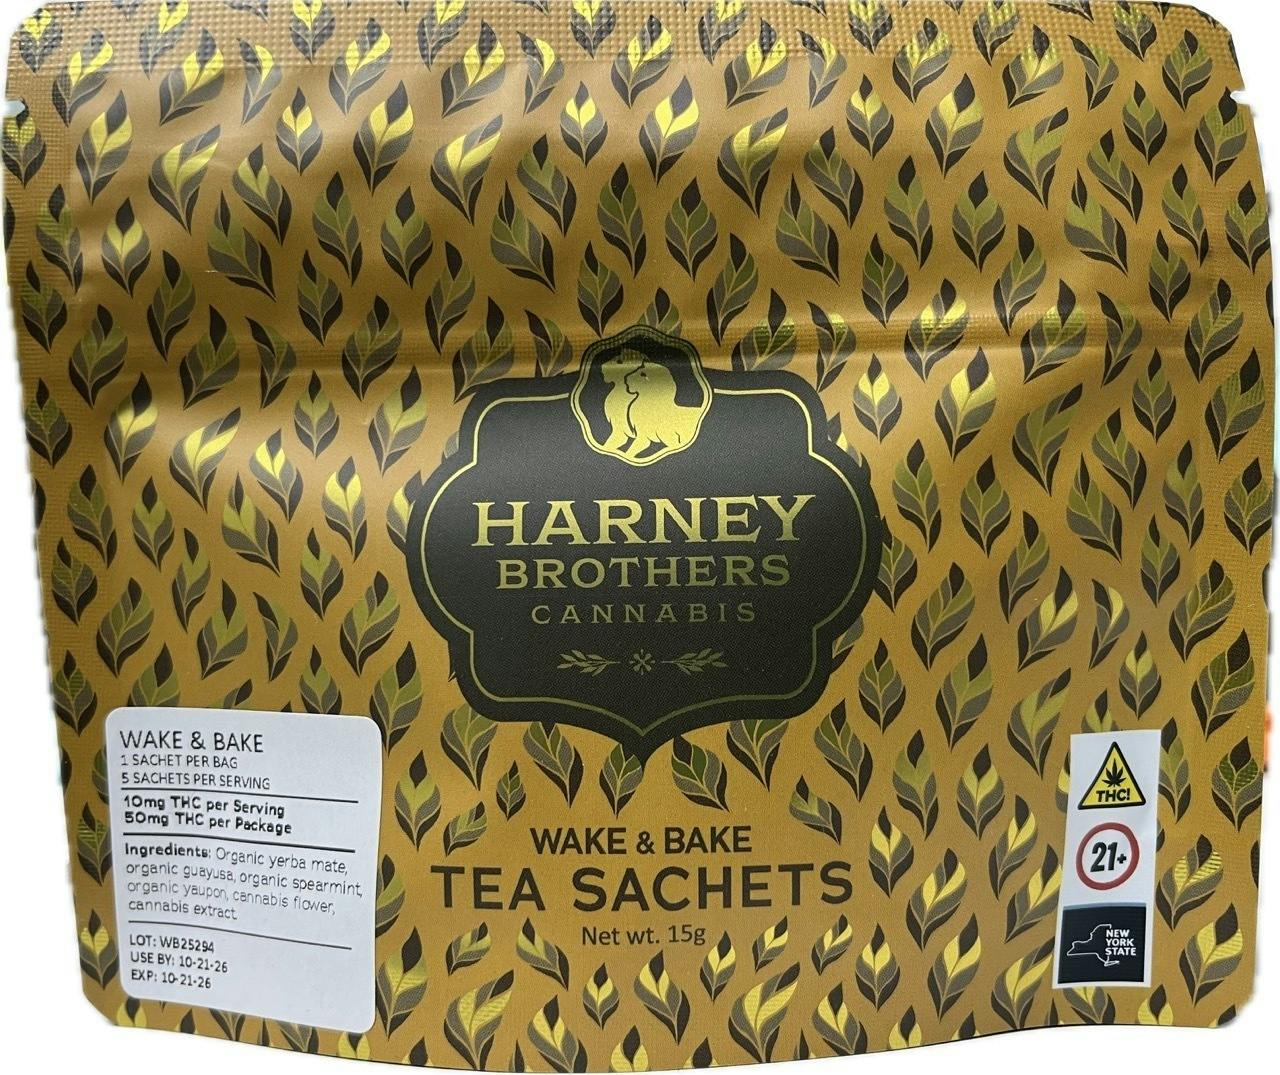 HARNEY
BROTHERS
CANNABIS
WAKE & BAKE
TEA SACHETS
Net wt. 15g
WAKE & BAKE
1 SACHET PER BAG
5 SACHETS PER SERVING
10mg THC per Serving
50mg THC per Package
Ingredients: Organic yerba mate,
organic guayusa, organic spearmint,
organic yaupon, cannabis flower,
cannabis extract.
LOT: WB25294
USE BY: 10-21-26
EXP: 10-21-26
THC!
21+
NEW
YORK
STATE